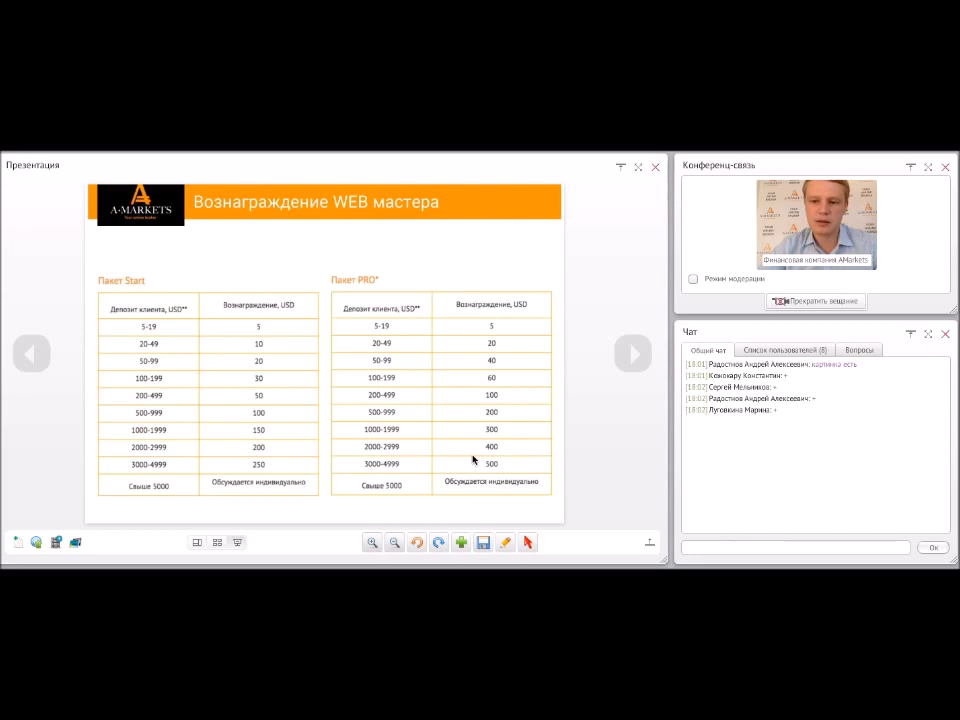 Презентация
A-MARKETS
Вознаграждение WEB мастера
Пакет Start
Депозит клиента, USD** Вознаграждение, USD
5-19 5
20-49 10
50-99 20
100-199 30
200-499 50
500-999 100
1000-1999 150
2000-2999 200
3000-4999 250
Свыше 5000 Обсуждается индивидуально
Пакет PRO*
Депозит клиента, USD** Вознаграждение, USD
5-19 5
20-49 20
50-99 40
100-199 60
200-499 100
500-999 200
1000-1999 300
2000-2999 400
3000-4999 500
Свыше 5000 Обсуждается индивидуально
Конференц-связь
Финансовая компания AMarkets
Режим модерации
Прекратить вещание
Чат
Общий чат Список пользователей (8) Вопросы
[18:01] Радостнов Андрей Алексеевич: картинка есть
[18:01] Кожокару Константин: +
[18:02] Сергей Мельников: +
[18:02] Радостнов Андрей Алексеевич: +
[18:02] Луговкина Марина: +
Ок